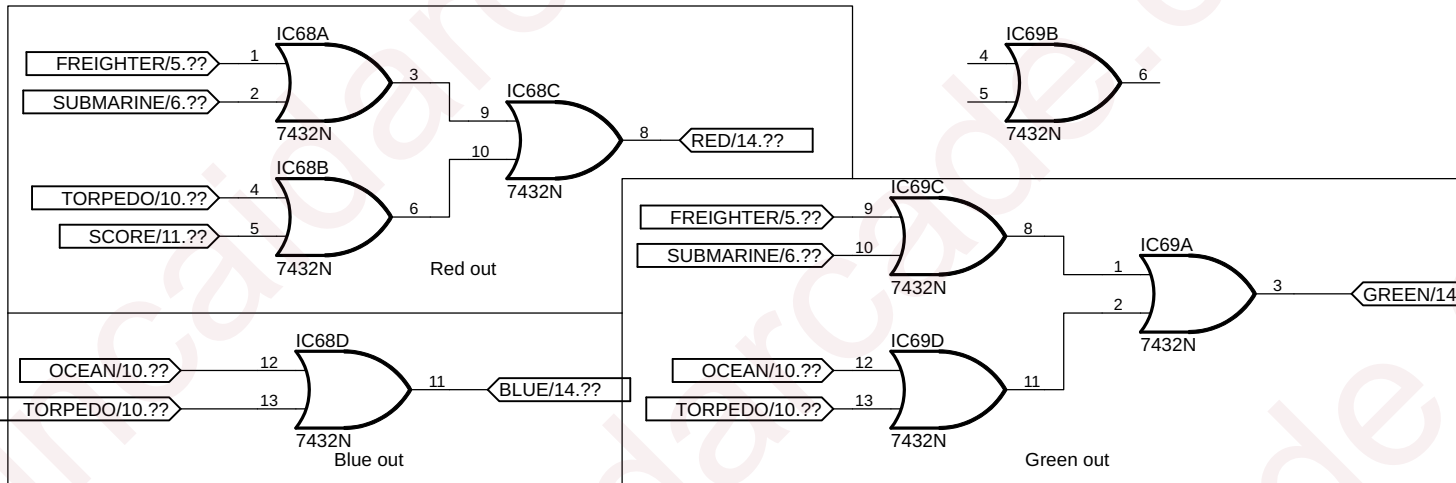 IC68A
FREIGHTER/5.??
1
SUBMARINE/6.??
2
3
7432N
IC68B
TORPEDO/10.??
4
SCORE/11.??
5
6
7432N
IC68C
9
10
8
7432N
RED/14.??
Red out
IC69B
4
5
6
7432N
IC68D
OCEAN/10.??
12
TORPEDO/10.??
13
11
7432N
BLUE/14.??
Blue out
IC69C
FREIGHTER/5.??
9
SUBMARINE/6.??
10
8
7432N
IC69D
OCEAN/10.??
12
TORPEDO/10.??
13
11
7432N
IC69A
1
2
3
7432N
GREEN/14
Green out